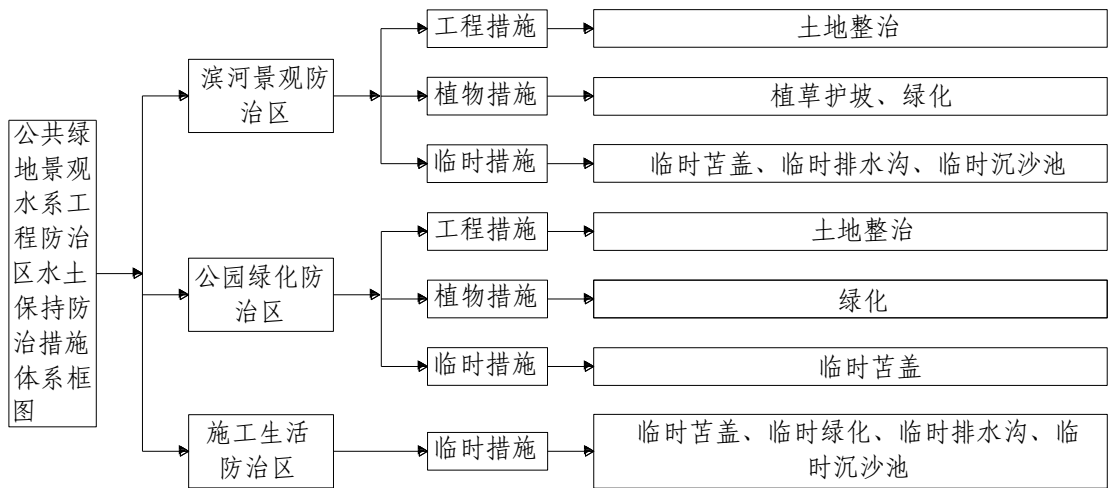 公共绿
地景观
水系工
程防治
区水土
保持防
治措施
体系框
图
滨河景观防
治区
工程措施
土地整治
植物措施
植草护坡、绿化
临时措施
临时苫盖、临时排水沟、临时沉沙池
公园绿化防
治区
工程措施
土地整治
植物措施
绿化
临时措施
临时苫盖
施工生活
防治区
临时措施
临时苫盖、临时绿化、临时排水沟、临
时沉沙池